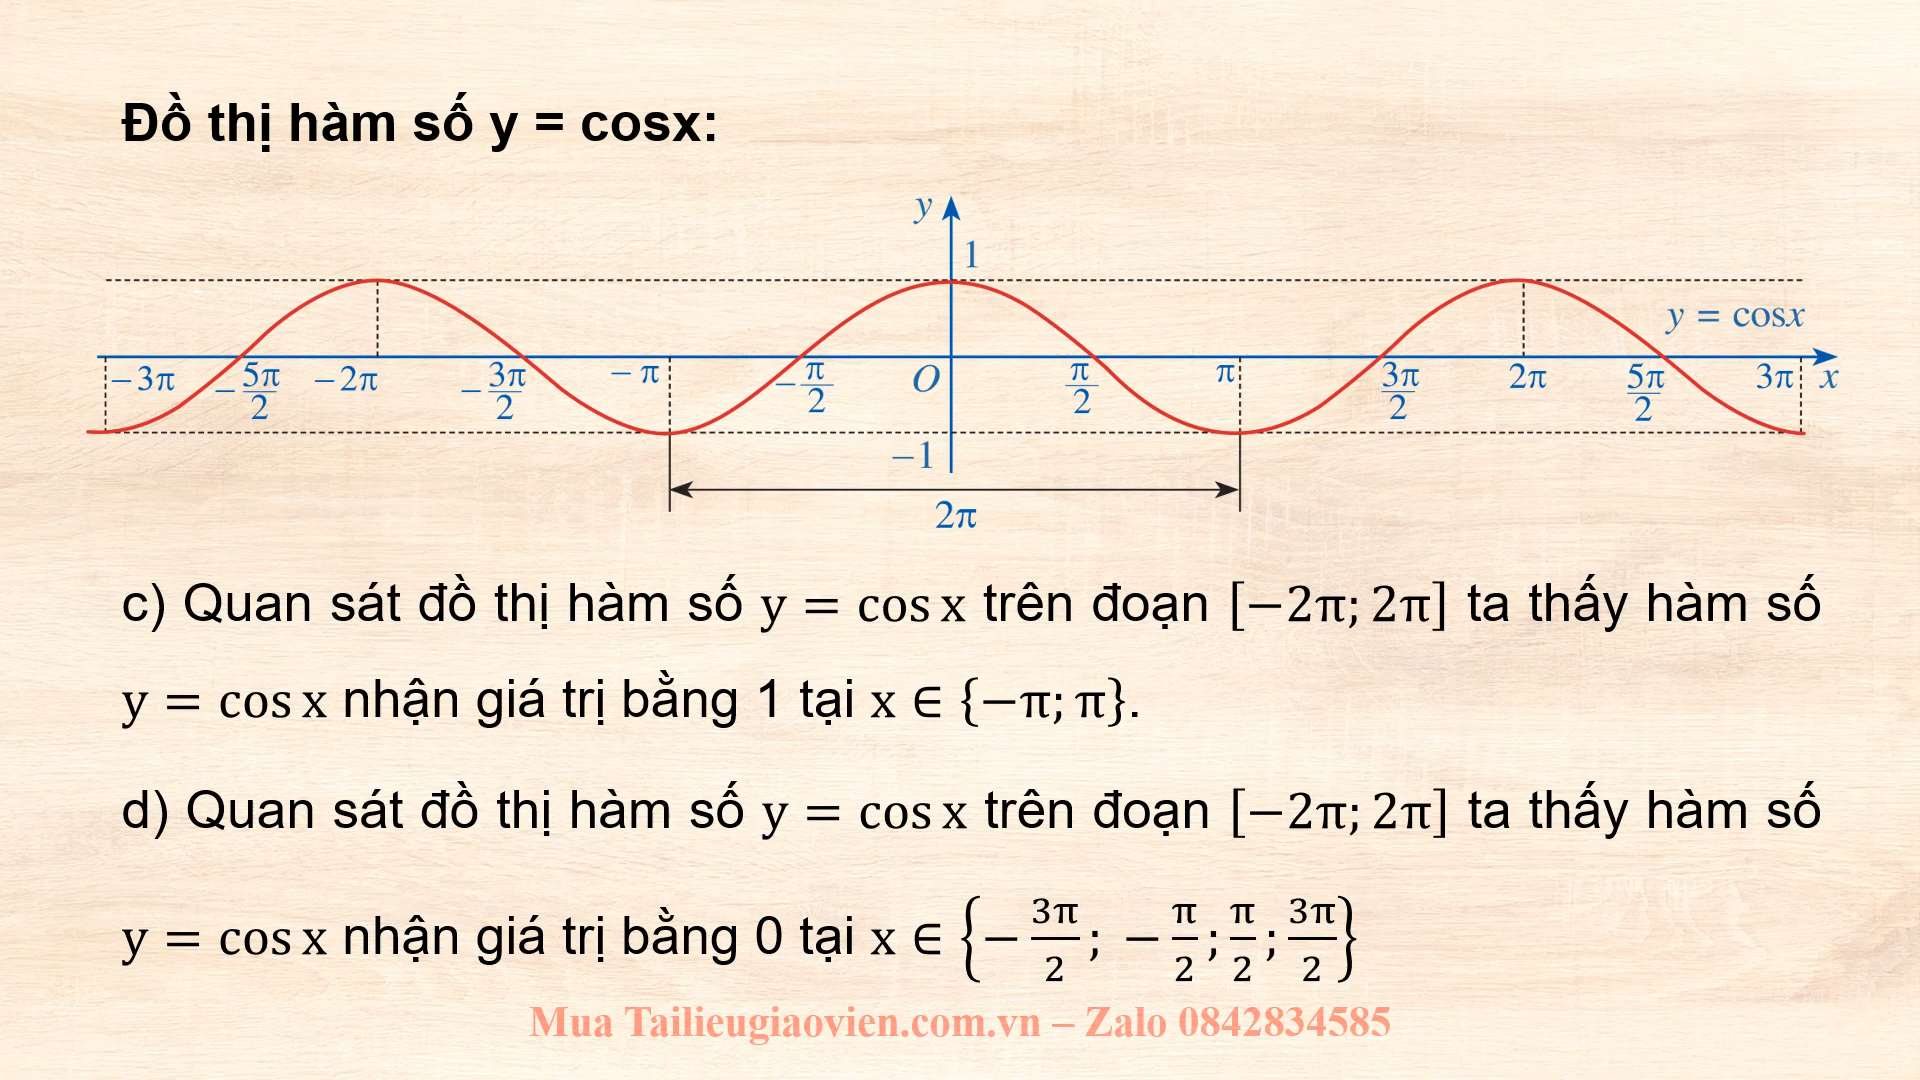 Đồ thị hàm số y = cosx:
y
1
y = cosx
−3π −5π/2 −2π −3π/2 −π −π/2 O π/2 π 3π/2 2π 5π/2 3π x
−1
2π
c) Quan sát đồ thị hàm số y = cos x trên đoạn [−2π; 2π] ta thấy hàm số
y = cos x nhận giá trị bằng 1 tại x ∈ {−π; π}.
d) Quan sát đồ thị hàm số y = cos x trên đoạn [−2π; 2π] ta thấy hàm số
y = cos x nhận giá trị bằng 0 tại x ∈ {−3π/2; −π/2; π/2; 3π/2}
Mua Tailieugiaovien.com.vn – Zalo 0842834585